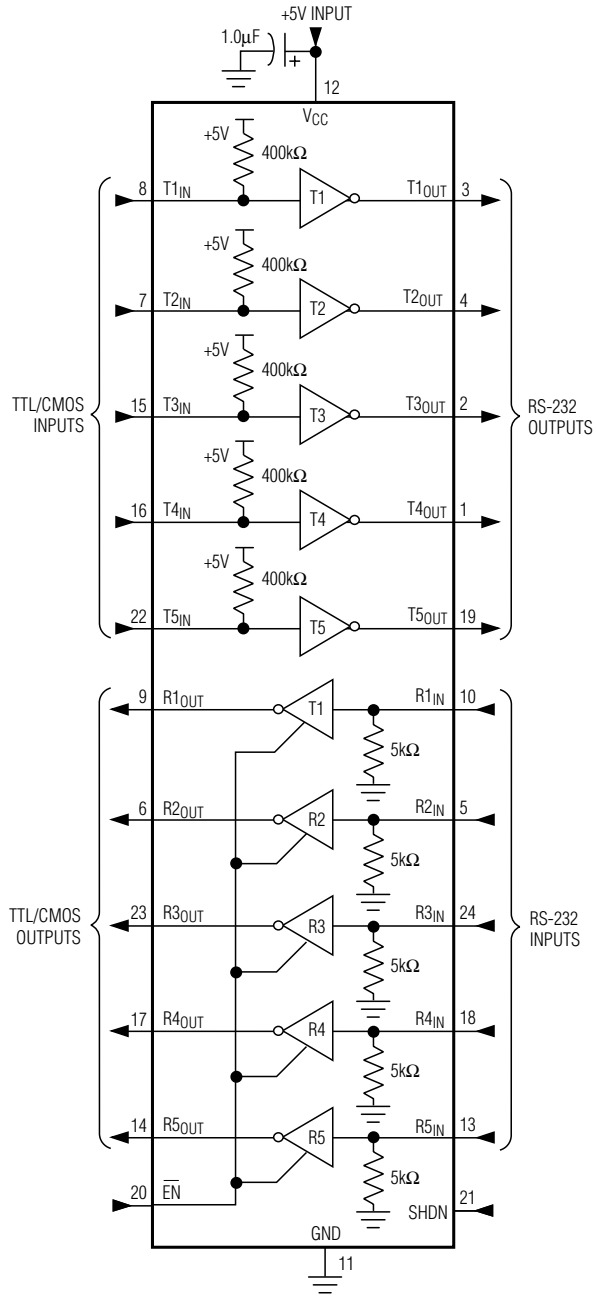 +5V INPUT
1.0µF
+
12
VCC
+5V
400kΩ
8 T1IN T1 T1OUT 3
+5V
400kΩ
7 T2IN T2 T2OUT 4
+5V
400kΩ
TTL/CMOS
INPUTS
15 T3IN T3 T3OUT 2
RS-232
OUTPUTS
+5V
400kΩ
16 T4IN T4 T4OUT 1
+5V
400kΩ
22 T5IN T5 T5OUT 19
9 R1OUT T1 R1IN 10
5kΩ
6 R2OUT R2 R2IN 5
5kΩ
TTL/CMOS
OUTPUTS
23 R3OUT R3 R3IN 24
RS-232
INPUTS
5kΩ
17 R4OUT R4 R4IN 18
5kΩ
14 R5OUT R5 R5IN 13
5kΩ
20 EN
SHDN 21
GND
11